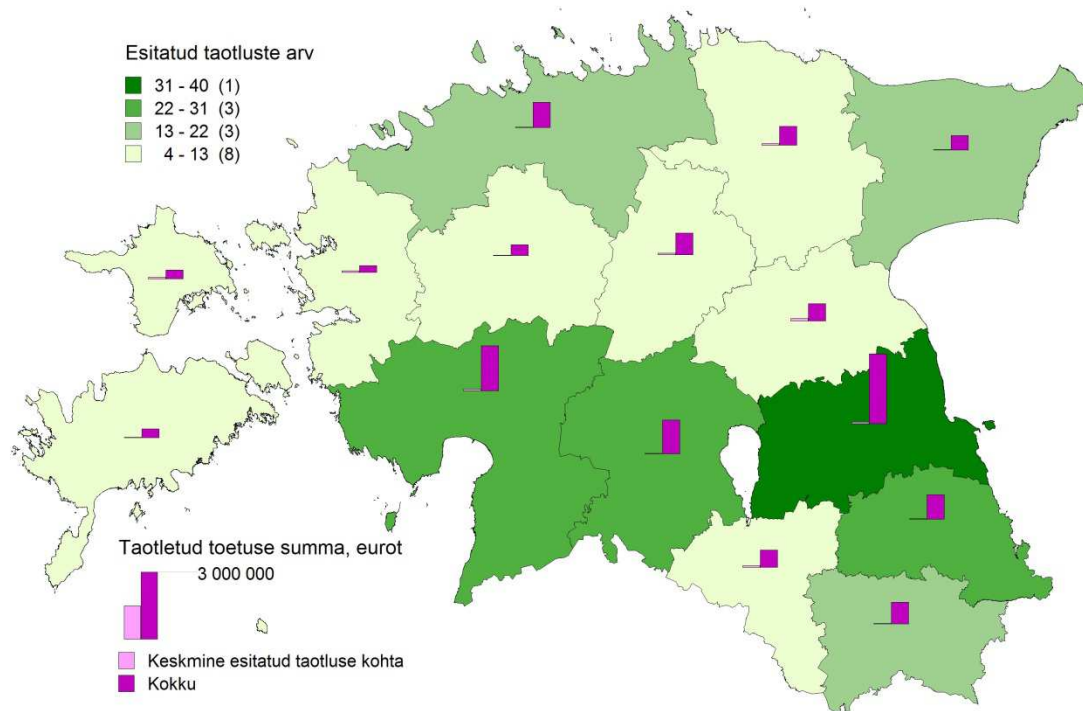 Esitatud taotluste arv
31 - 40 (1)
22 - 31 (3)
13 - 22 (3)
4 - 13 (8)
Taotletud toetuse summa, eurot
3 000 000
Keskmine esitatud taotluse kohta
Kokku